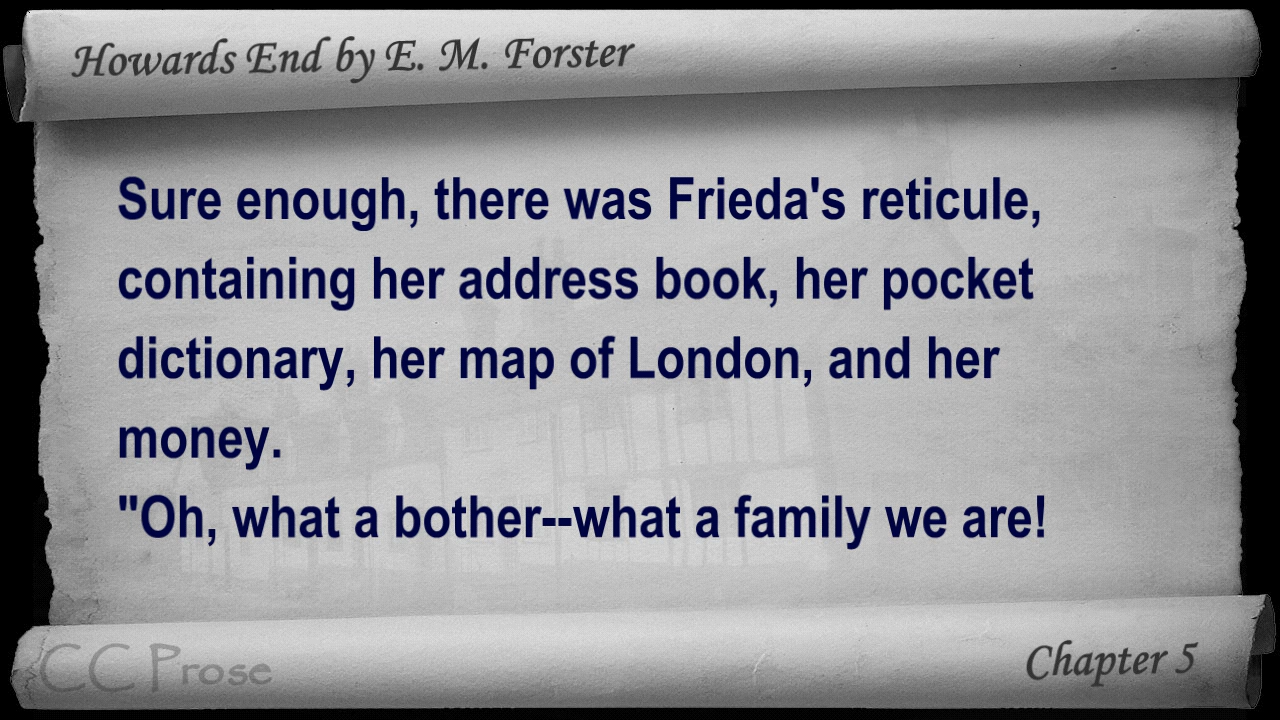 Howards End by E. M. Forster
Sure enough, there was Frieda's reticule,
containing her address book, her pocket
dictionary, her map of London, and her
money.
"Oh, what a bother--what a family we are!
CC Prose
Chapter 5